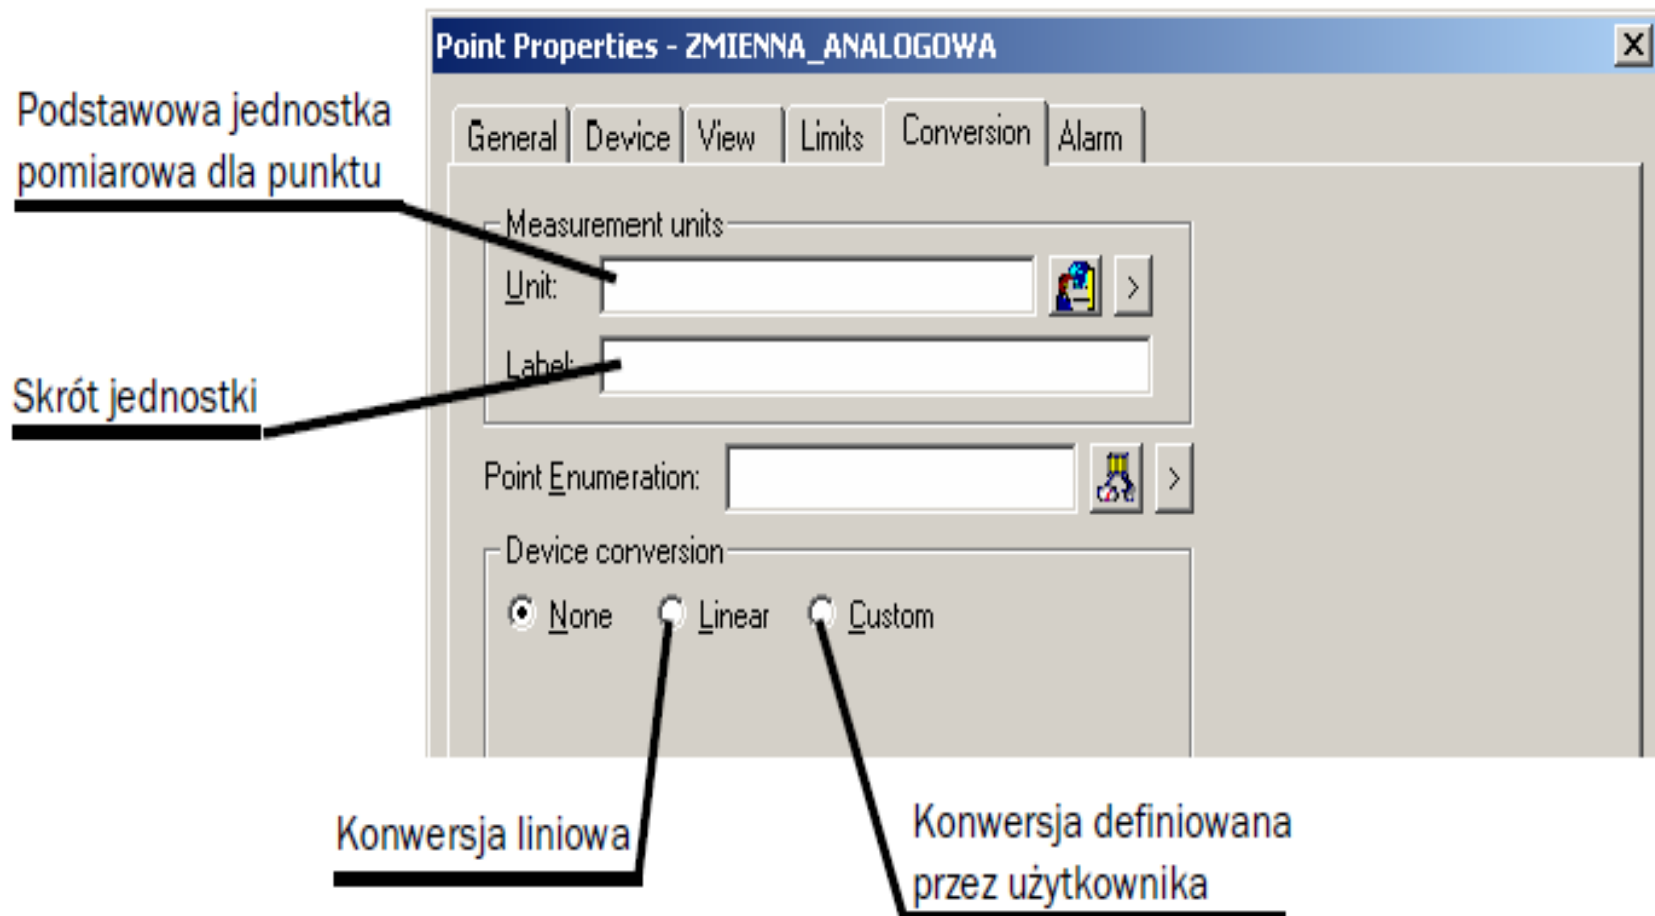 Point Properties - ZMIENNA_ANALOGOWA
Podstawowa jednostka
pomiarowa dla punktu
General Device View Limits Conversion Alarm
Measurement units
Unit:
>
Label:
Skrót jednostki
Point Enumeration:
>
Device conversion
None Linear Custom
Konwersja liniowa
Konwersja definiowana
przez użytkownika